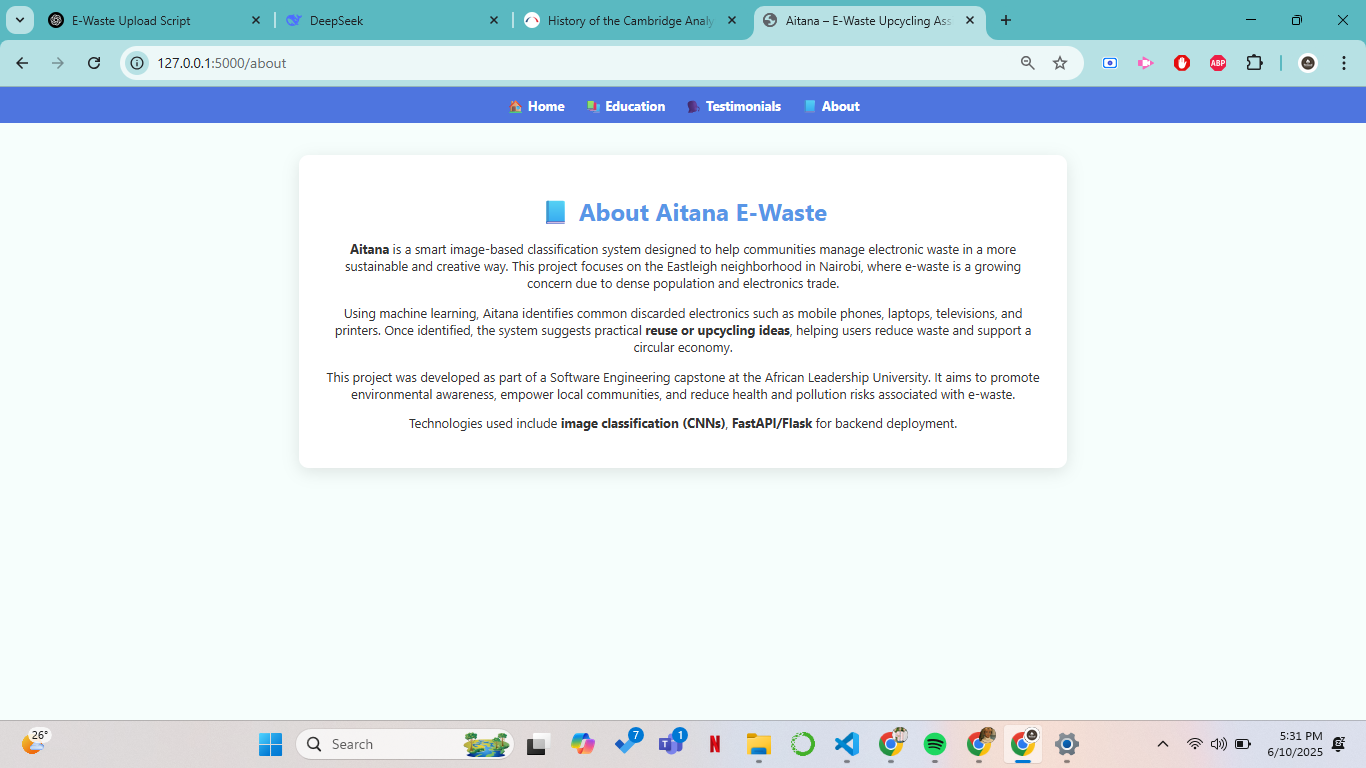 E-Waste Upload Script
DeepSeek
History of the Cambridge Analy
Aitana – E-Waste Upcycling Ass
127.0.0.1:5000/about
ABP
Home
Education
Testimonials
About
About Aitana E-Waste
Aitana is a smart image-based classification system designed to help communities manage electronic waste in a more
sustainable and creative way. This project focuses on the Eastleigh neighborhood in Nairobi, where e-waste is a growing
concern due to dense population and electronics trade.
Using machine learning, Aitana identifies common discarded electronics such as mobile phones, laptops, televisions, and
printers. Once identified, the system suggests practical reuse or upcycling ideas, helping users reduce waste and support a
circular economy.
This project was developed as part of a Software Engineering capstone at the African Leadership University. It aims to promote
environmental awareness, empower local communities, and reduce health and pollution risks associated with e-waste.
Technologies used include image classification (CNNs), FastAPI/Flask for backend deployment.
26°
Search
7
1
N
5:31 PM
6/10/2025